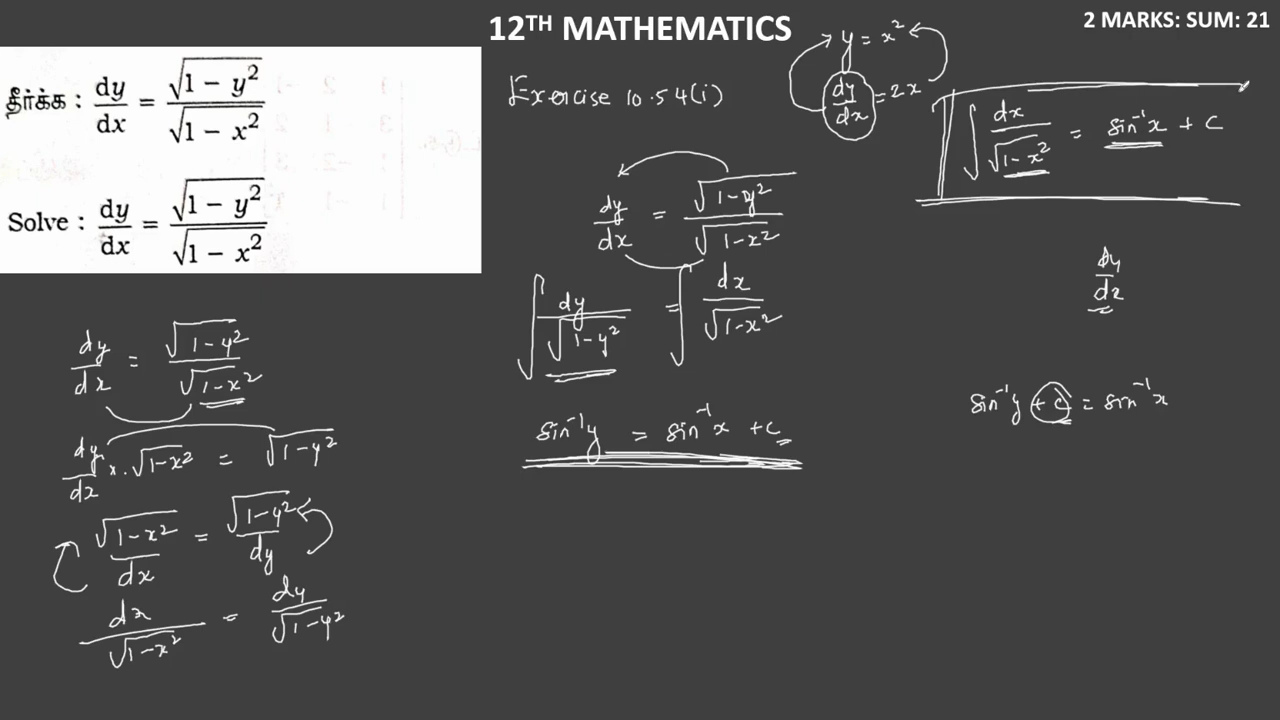 12TH MATHEMATICS
2 MARKS: SUM: 21
தீர்க்க : dy/dx = √(1 − y²)/√(1 − x²)
Solve : dy/dx = √(1 − y²)/√(1 − x²)
Exercise 10.54(i)
y = x²
dy/dx = 2x
∫ dx/√(1-x²) = sin⁻¹x + c
dy/dx = √(1-y²)/√(1-x²)
∫ dy/√(1-y²) = ∫ dx/√(1-x²)
sin⁻¹y = sin⁻¹x + c
dy/dx
sin⁻¹y + c = sin⁻¹x
dy/dx = √(1-y²)/√(1-x²)
dy/dx × √(1-x²) = √(1-y²)
√(1-x²)/dx = √(1-y²)/dy
dx/√(1-x²) = dy/√(1-y²)